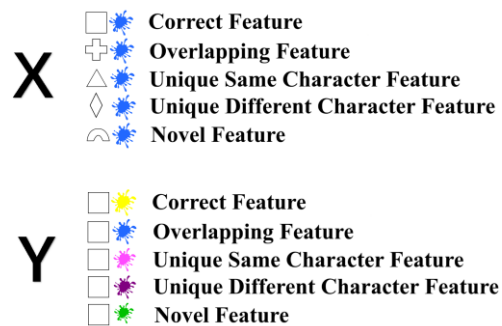 X
Correct Feature
Overlapping Feature
Unique Same Character Feature
Unique Different Character Feature
Novel Feature
Y
Correct Feature
Overlapping Feature
Unique Same Character Feature
Unique Different Character Feature
Novel Feature